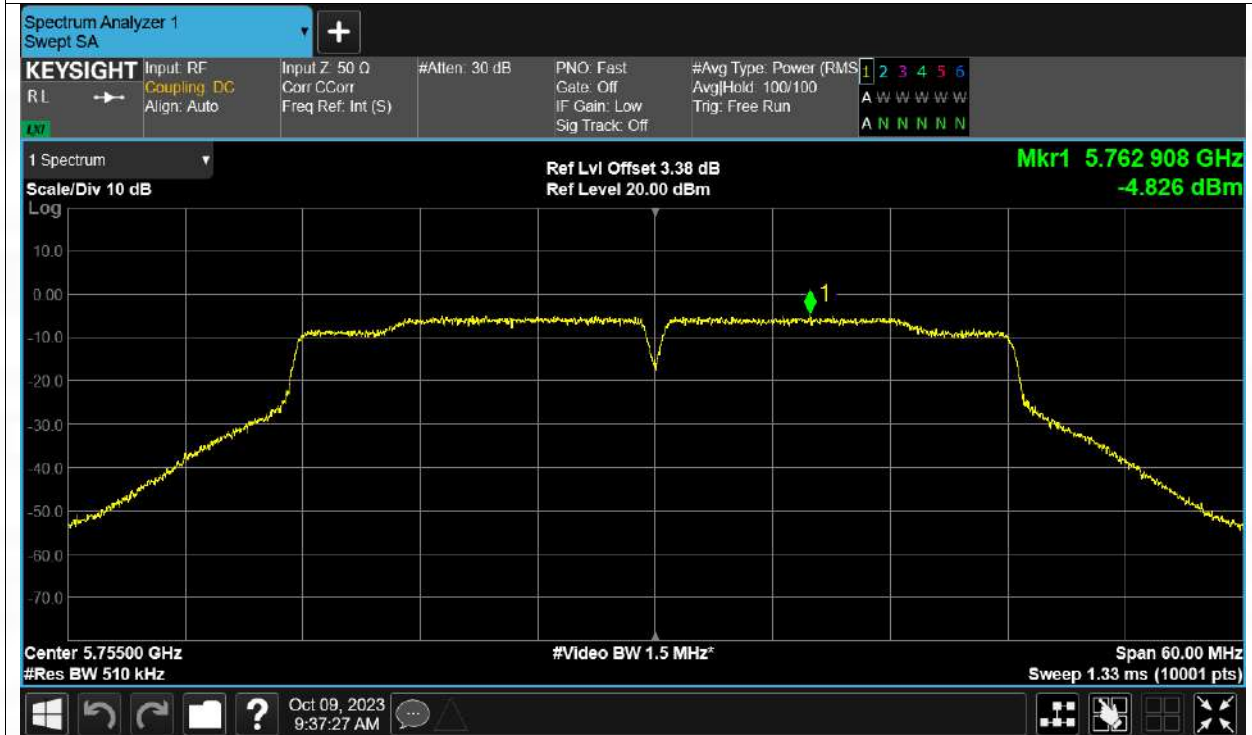 Spectrum Analyzer 1
Swept SA
+
KEYSIGHT
RL
LXI
Input: RF
Coupling: DC
Align: Auto
Input Z: 50 Ω
Corr CCorr
Freq Ref: Int (S)
#Atten: 30 dB
PNO: Fast
Gate: Off
IF Gain: Low
Sig Track: Off
#Avg Type: Power (RMS
Avg|Hold: 100/100
Trig: Free Run
1 2 3 4 5 6
A W W W W W
A N N N N N
1 Spectrum
Scale/Div 10 dB
Log
Ref Lvl Offset 3.38 dB
Ref Level 20.00 dBm
Mkr1 5.762 908 GHz
-4.826 dBm
1
10.0
0.00
-10.0
-20.0
-30.0
-40.0
-50.0
-60.0
-70.0
Center 5.75500 GHz
#Res BW 510 kHz
#Video BW 1.5 MHz*
Span 60.00 MHz
Sweep 1.33 ms (10001 pts)
?
Oct 09, 2023
9:37:27 AM